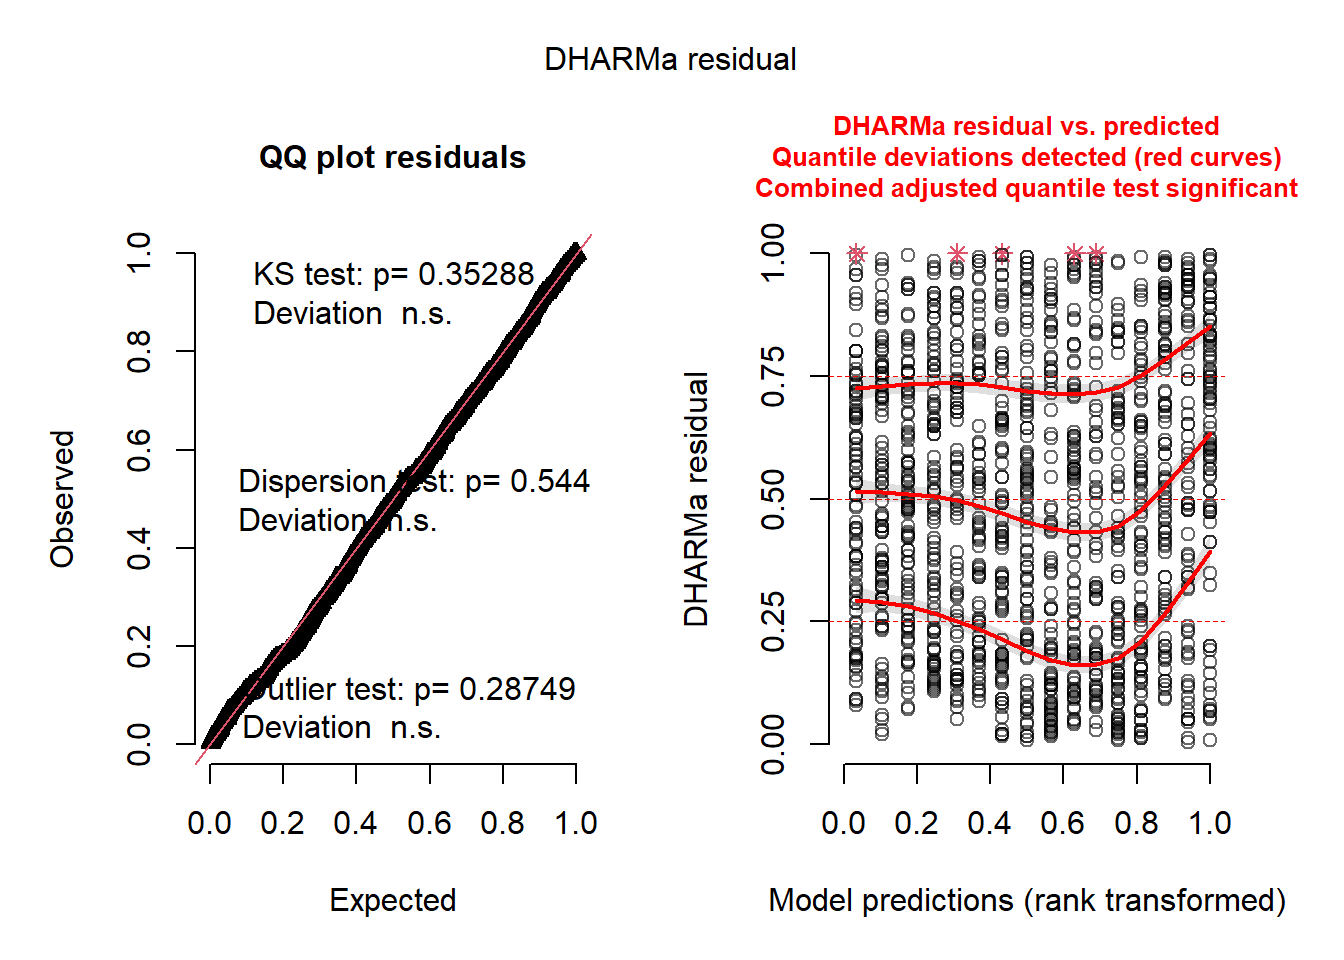 DHARMa residual
QQ plot residuals
KS test: p= 0.35288
Deviation  n.s.
Dispersion test: p= 0.544
Deviation  n.s.
Outlier test: p= 0.28749
Deviation  n.s.
Observed
0.0 0.2 0.4 0.6 0.8 1.0
0.0 0.2 0.4 0.6 0.8 1.0
Expected
DHARMa residual vs. predicted
Quantile deviations detected (red curves)
Combined adjusted quantile test significant
DHARMa residual
0.00 0.25 0.50 0.75 1.00
0.0 0.2 0.4 0.6 0.8 1.0
Model predictions (rank transformed)